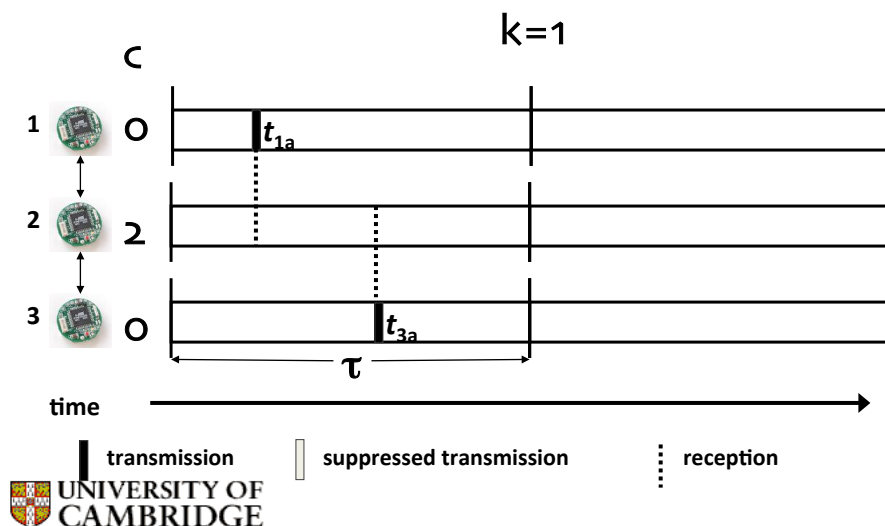 k=1
c
1 0 t1a
2 2
3 0 t3a
τ
time
transmission suppressed transmission reception
UNIVERSITY OF
CAMBRIDGE